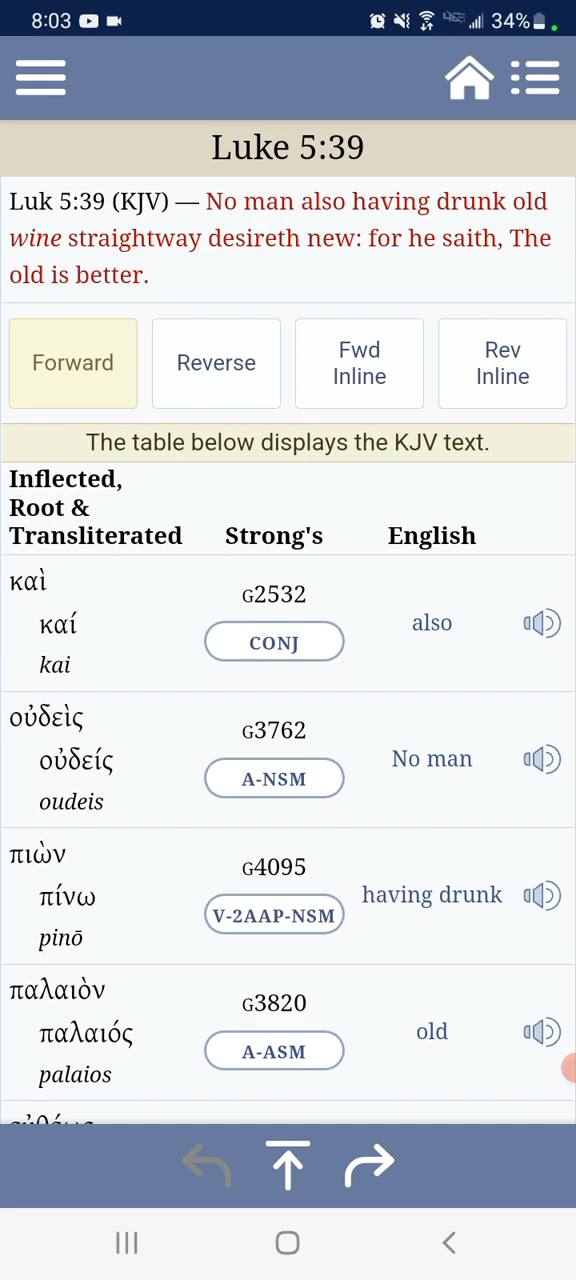 8:03
34%
Luke 5:39
Luk 5:39 (KJV) — No man also having drunk old
wine straightway desireth new: for he saith, The
old is better.
Forward
Reverse
Fwd
Inline
Rev
Inline
The table below displays the KJV text.
Inflected,
Root &
Transliterated
Strong's
English
καὶ
καί
kai
G2532
CONJ
also
οὐδεὶς
οὐδείς
oudeis
G3762
A-NSM
No man
πιὼν
πίνω
pinō
G4095
V-2AAP-NSM
having drunk
παλαιὸν
παλαιός
palaios
G3820
A-ASM
old